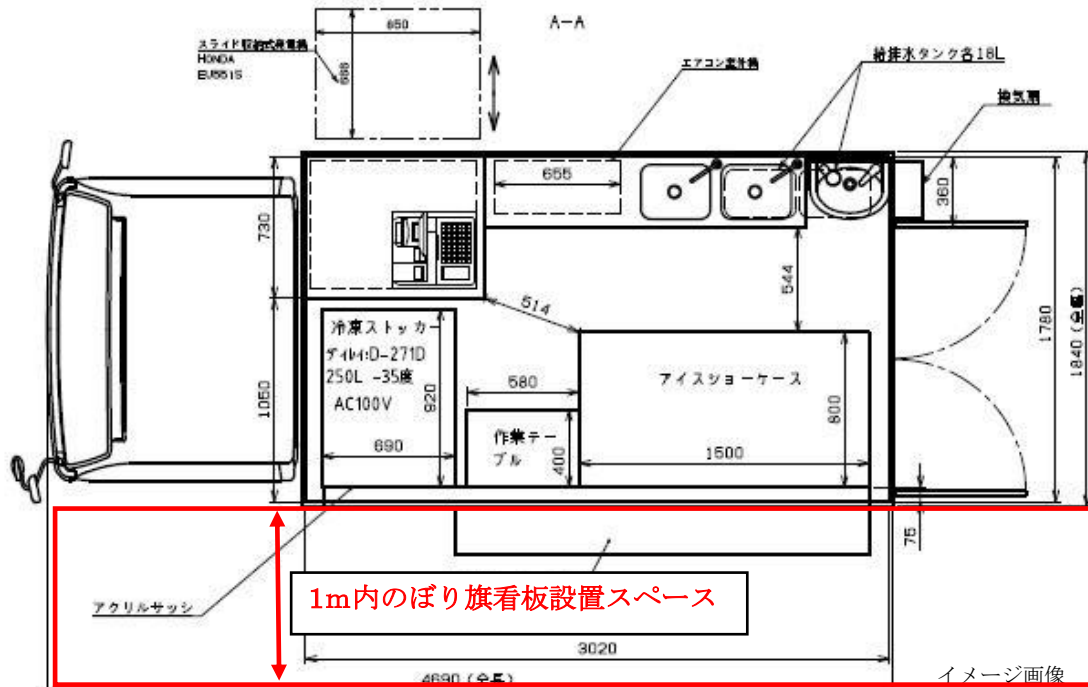 A-A
650
スライド収納式発電機
HONDA
688
エアコン室外機
給排水タンク各18L
換気扇
655
360
730
544
514
1780
1840 (全幅)
冷凍ストッカー
ダイレイ:D-271D
250L -35度
AC100V
920
690
1050
580
作業テー
ブル
400
アイスショーケース
800
1500
75
アクリルサッシ
1m内のぼり旗看板設置スペース
3020
4690 (全長)
イメージ画像